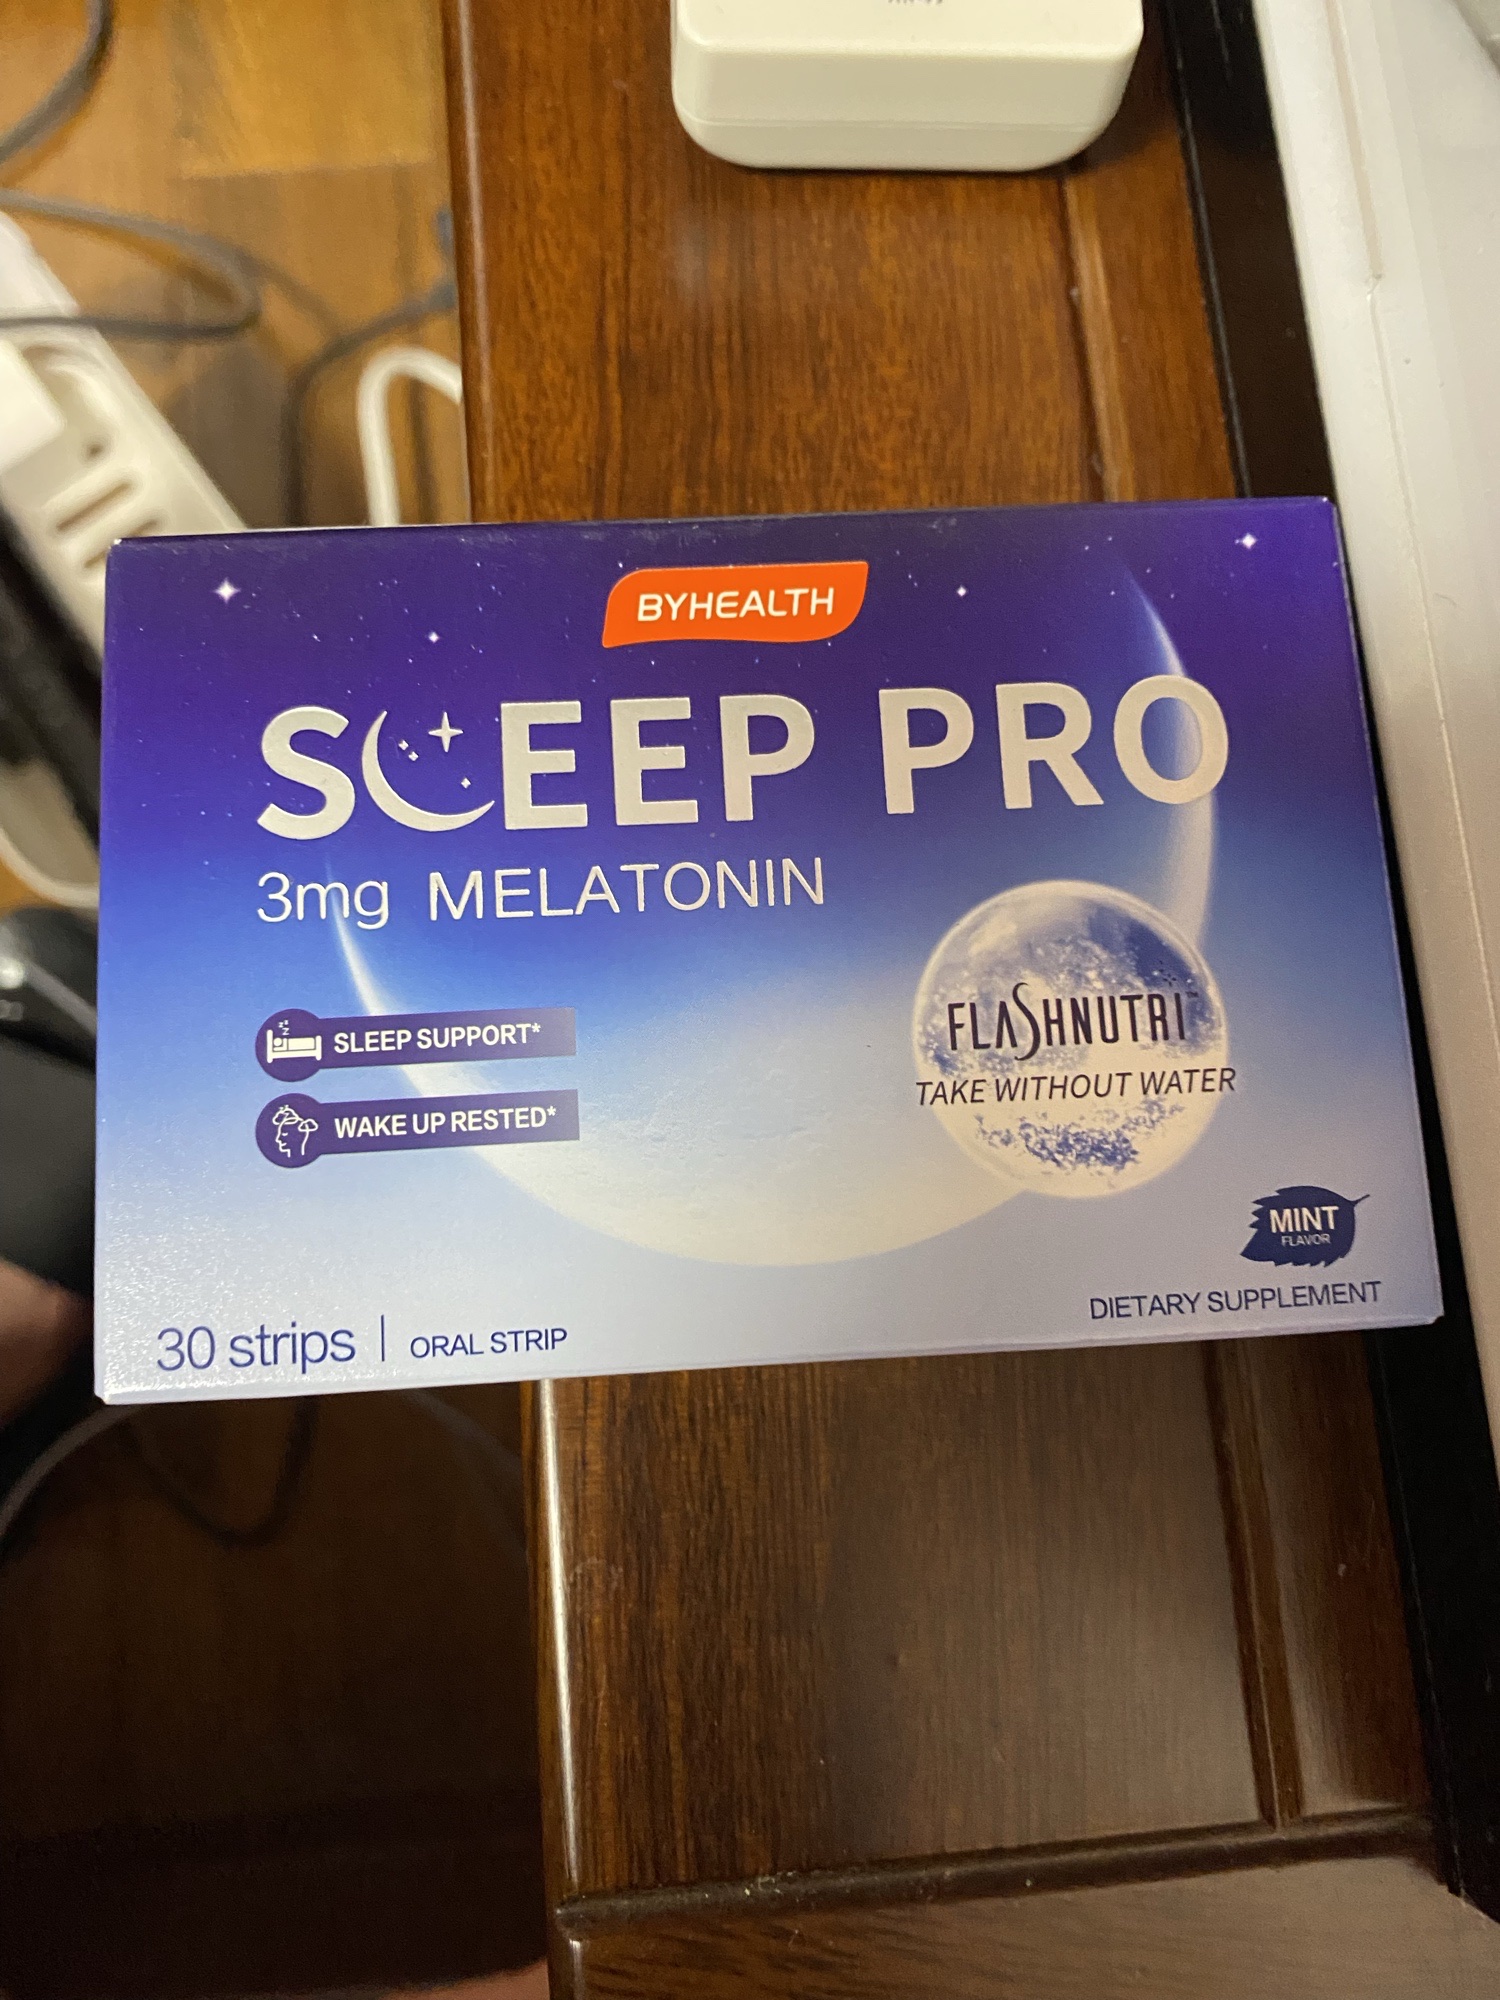 BYHEALTH
SLEEP PRO
3mg MELATONIN
SLEEP SUPPORT*
WAKE UP RESTED*
FLASHNUTRI™
TAKE WITHOUT WATER
MINT
FLAVOR
DIETARY SUPPLEMENT
30 strips | ORAL STRIP